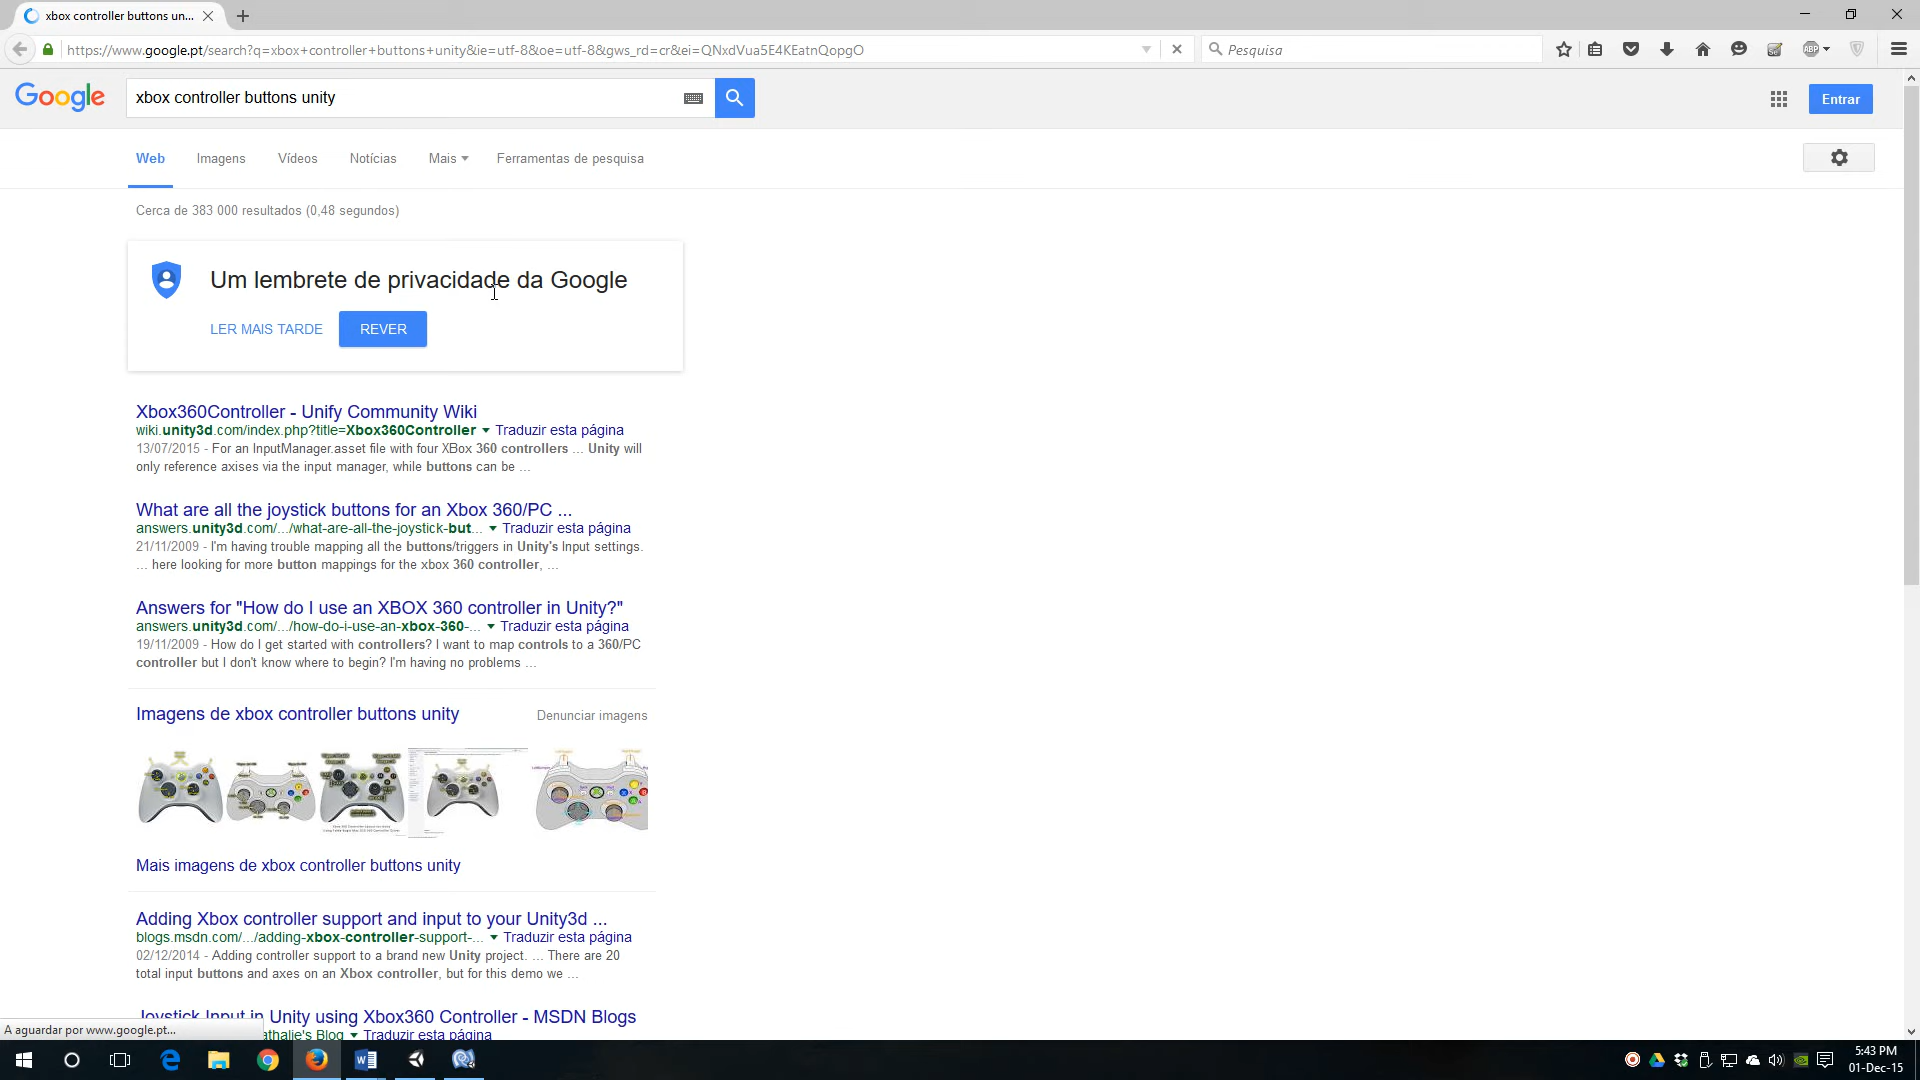 xbox controller buttons un...
https://www.google.pt/search?q=xbox+controller+buttons+unity&ie=utf-8&oe=utf-8&gws_rd=cr&ei=QNxdVua5E4KEatnQopgO
Pesquisa
ABP
Google
xbox controller buttons unity
Entrar
Web Imagens Vídeos Notícias Mais Ferramentas de pesquisa
Cerca de 383 000 resultados (0,48 segundos)
Um lembrete de privacidade da Google
LER MAIS TARDE REVER
Xbox360Controller - Unify Community Wiki
wiki.unity3d.com/index.php?title=Xbox360Controller Traduzir esta página
13/07/2015 - For an InputManager.asset file with four XBox 360 controllers ... Unity will
only reference axises via the input manager, while buttons can be ...
What are all the joystick buttons for an Xbox 360/PC ...
answers.unity3d.com/.../what-are-all-the-joystick-but... Traduzir esta página
21/11/2009 - I'm having trouble mapping all the buttons/triggers in Unity's Input settings.
... here looking for more button mappings for the xbox 360 controller, ...
Answers for "How do I use an XBOX 360 controller in Unity?"
answers.unity3d.com/.../how-do-i-use-an-xbox-360-... Traduzir esta página
19/11/2009 - How do I get started with controllers? I want to map controls to a 360/PC
controller but I don't know where to begin? I'm having no problems ...
Imagens de xbox controller buttons unity Denunciar imagens
Mais imagens de xbox controller buttons unity
Adding Xbox controller support and input to your Unity3d ...
blogs.msdn.com/.../adding-xbox-controller-support-... Traduzir esta página
02/12/2014 - Adding controller support to a brand new Unity project. ... There are 20
total input buttons and axes on an Xbox controller, but for this demo we ...
Joystick Input in Unity using Xbox360 Controller - MSDN Blogs
athalie's Blog Traduzir esta página
A aguardar por www.google.pt...
5:43 PM
01-Dec-15